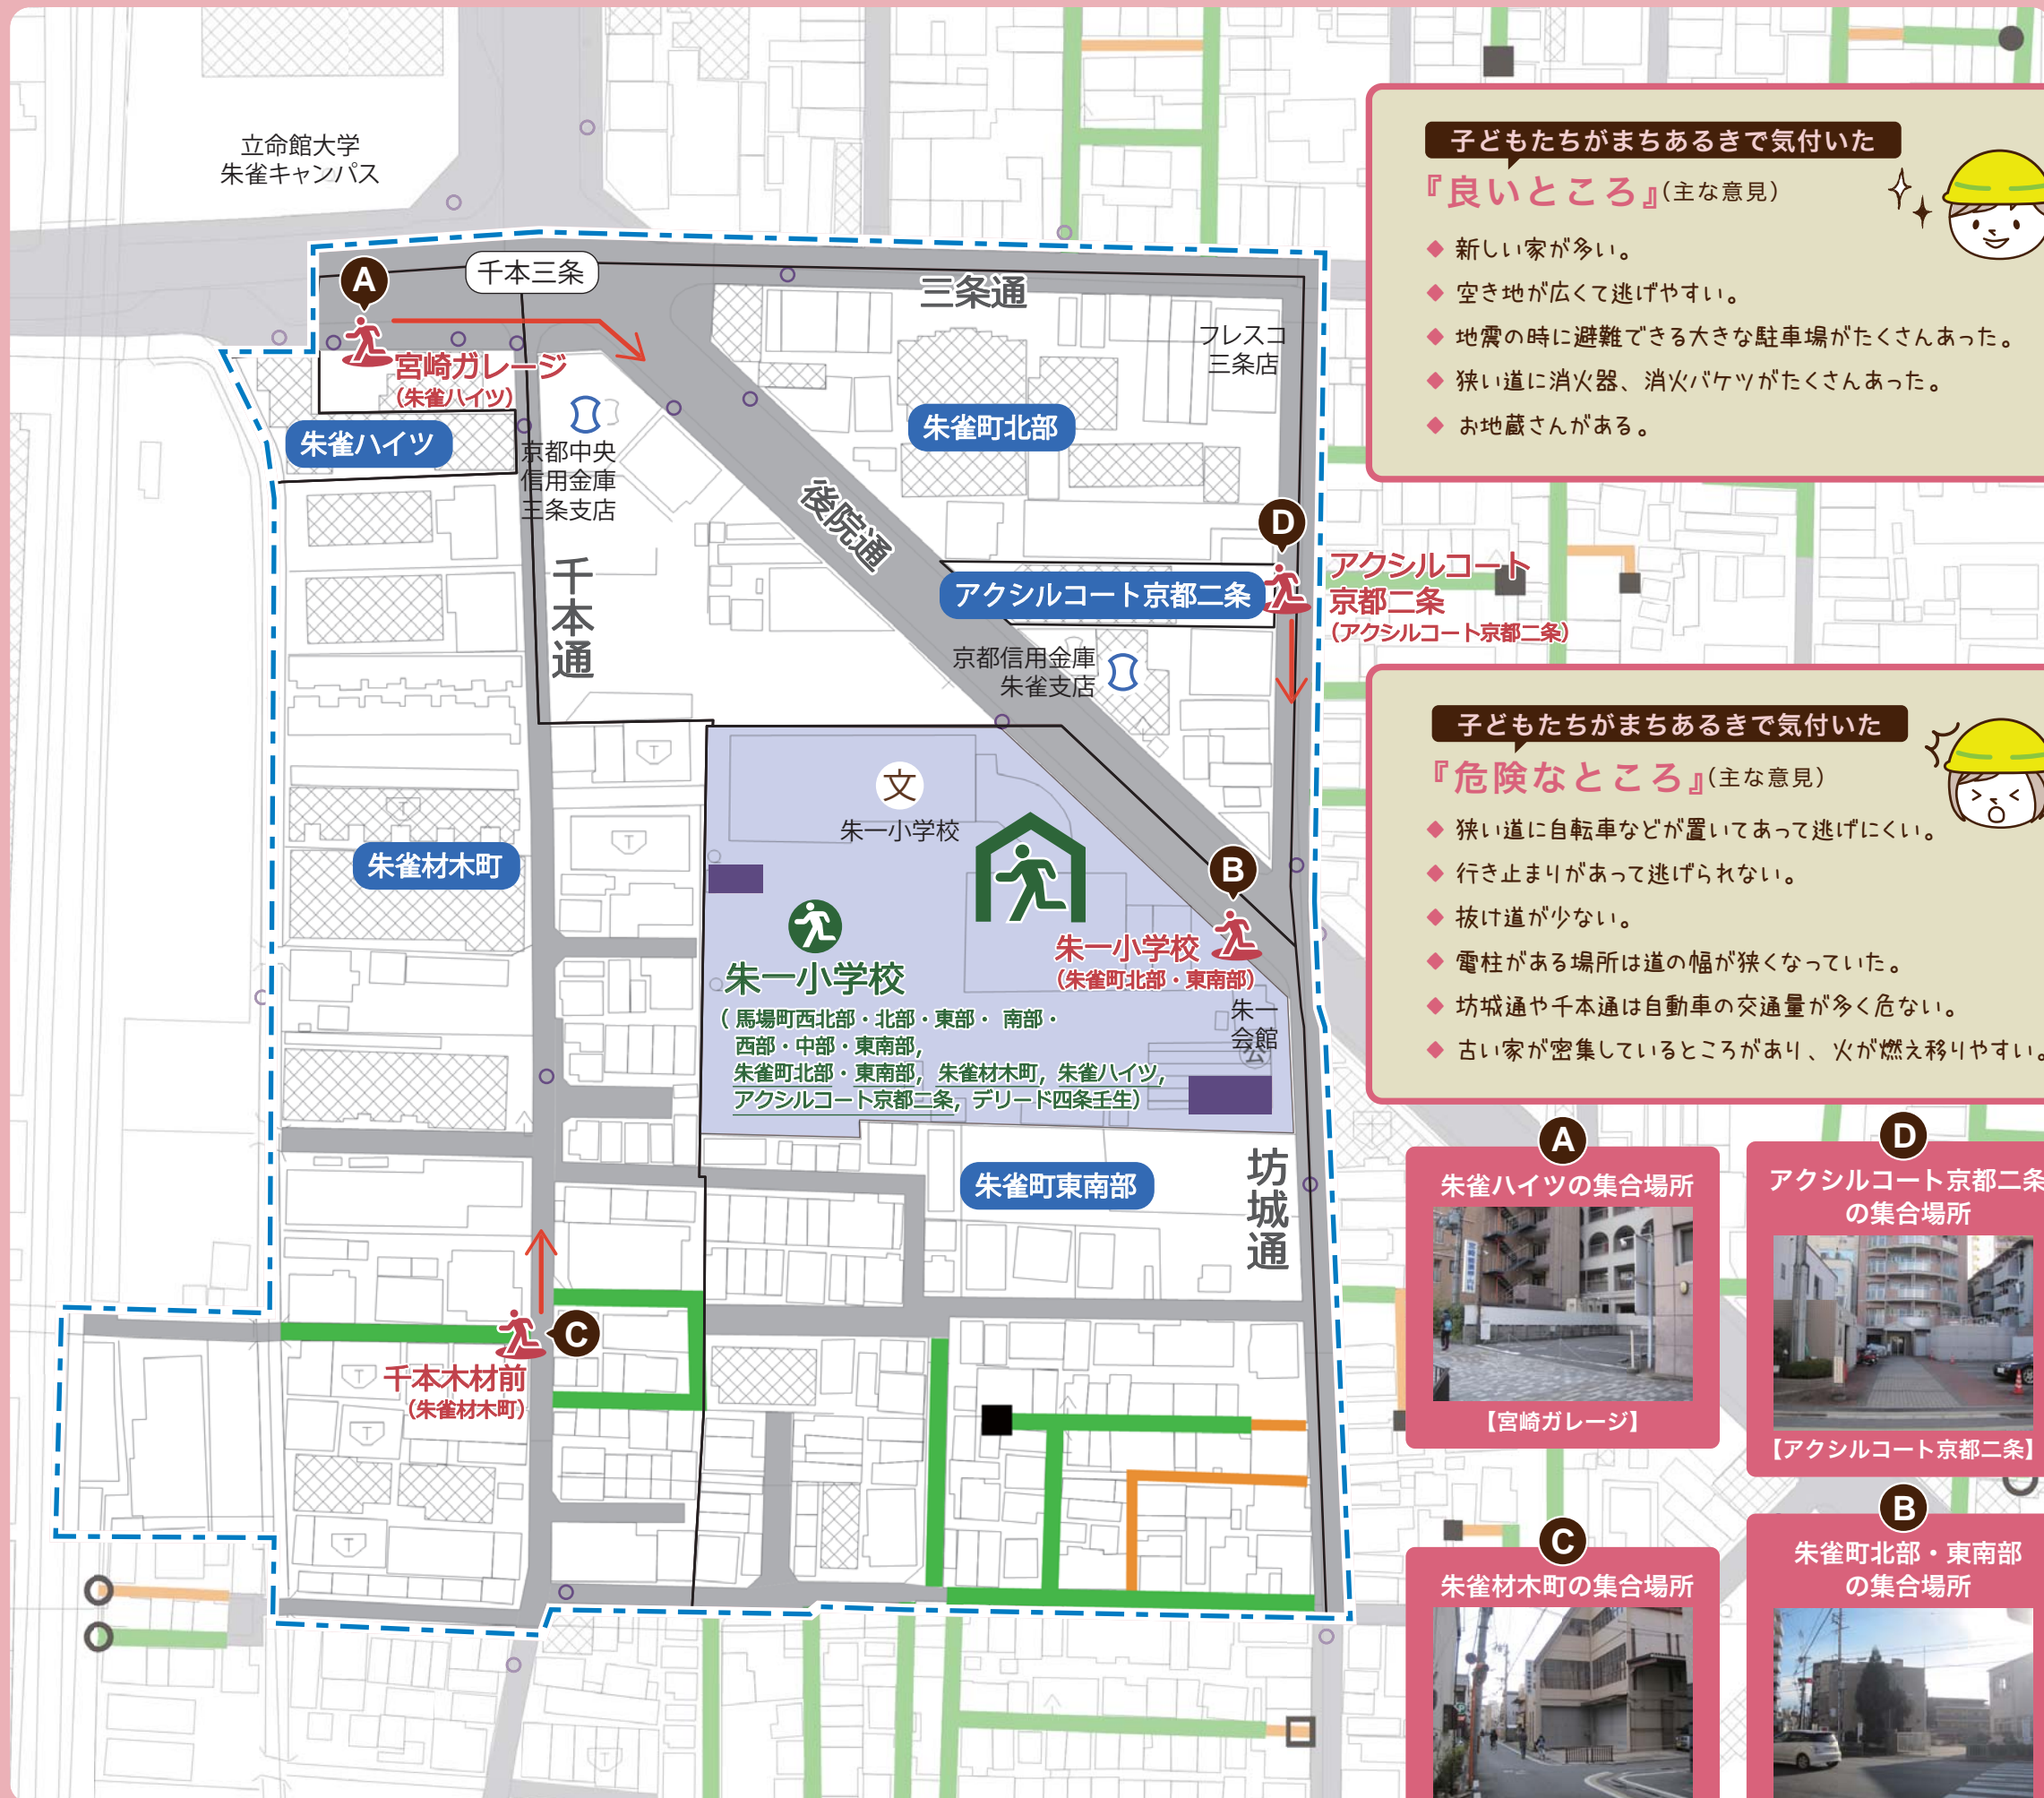 立命館大学
朱雀キャンパス
A
千本三条
三条通
宮崎ガレージ
(朱雀ハイツ)
朱雀ハイツ
京都中央
信用金庫
三条支店
フレスコ
三条店
朱雀町北部
後院通
千本通
D
アクシルコート京都二条
アクシルコート
京都二条
(アクシルコート京都二条)
京都信用金庫
朱雀支店
文
朱一小学校
朱雀材木町
B
朱一小学校
(朱雀町北部・東南部)
朱一小学校
(馬場町西北部・北部・東部・南部・
西部・中部・東南部,
朱雀町北部・東南部, 朱雀材木町, 朱雀ハイツ,
アクシルコート京都二条, デリード四条壬生)
朱一
会館
公
朱雀町東南部
坊城通
C
千本木材前
(朱雀材木町)
T
T
T
T
T
T
子どもたちがまちあるきで気付いた
『良いところ』(主な意見)
◆ 新しい家が多い。
◆ 空き地が広くて逃げやすい。
◆ 地震の時に避難できる大きな駐車場がたくさんあった。
◆ 狭い道に消火器、消火バケツがたくさんあった。
◆ お地蔵さんがある。
子どもたちがまちあるきで気付いた
『危険なところ』(主な意見)
◆ 狭い道に自転車などが置いてあって逃げにくい。
◆ 行き止まりがあって逃げられない。
◆ 抜け道が少ない。
◆ 電柱がある場所は道の幅が狭くなっていた。
◆ 坊城通や千本通は自動車の交通量が多く危ない。
◆ 古い家が密集しているところがあり、火が燃え移りやすい。
A
朱雀ハイツの集合場所
【宮崎ガレージ】
D
アクシルコート京都二条
の集合場所
【アクシルコート京都二条】
C
朱雀材木町の集合場所
B
朱雀町北部・東南部
の集合場所